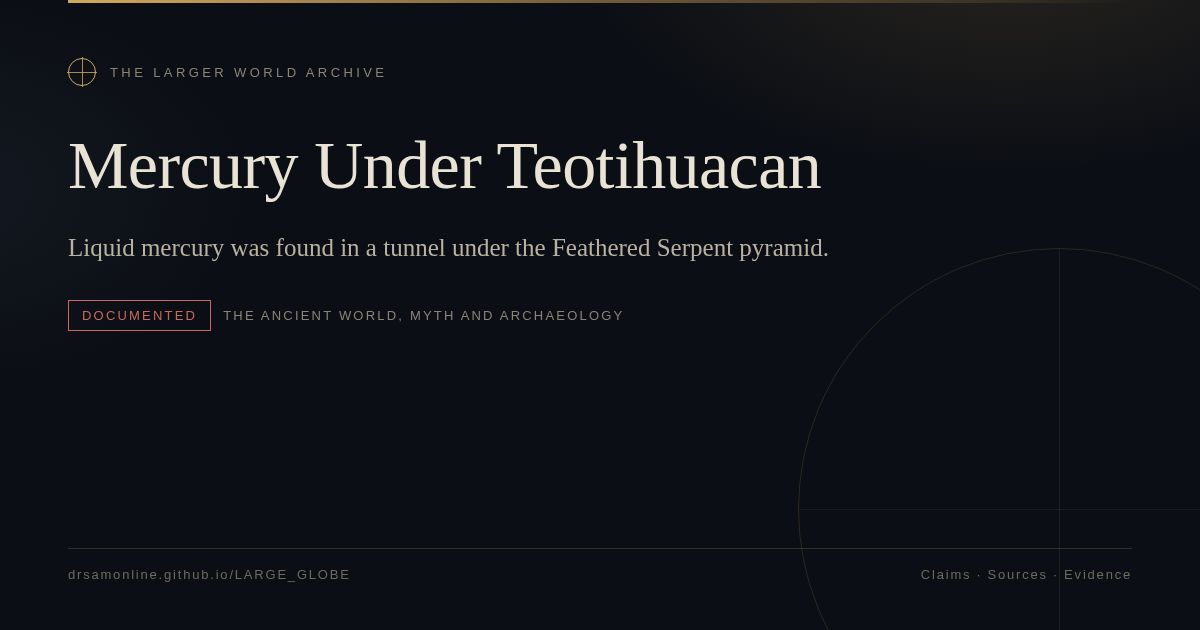 THE LARGER WORLD ARCHIVE
Mercury Under Teotihuacan
Liquid mercury was found in a tunnel under the Feathered Serpent pyramid.
DOCUMENTED THE ANCIENT WORLD, MYTH AND ARCHAEOLOGY
drsamonline.github.io/LARGE_GLOBE Claims · Sources · Evidence